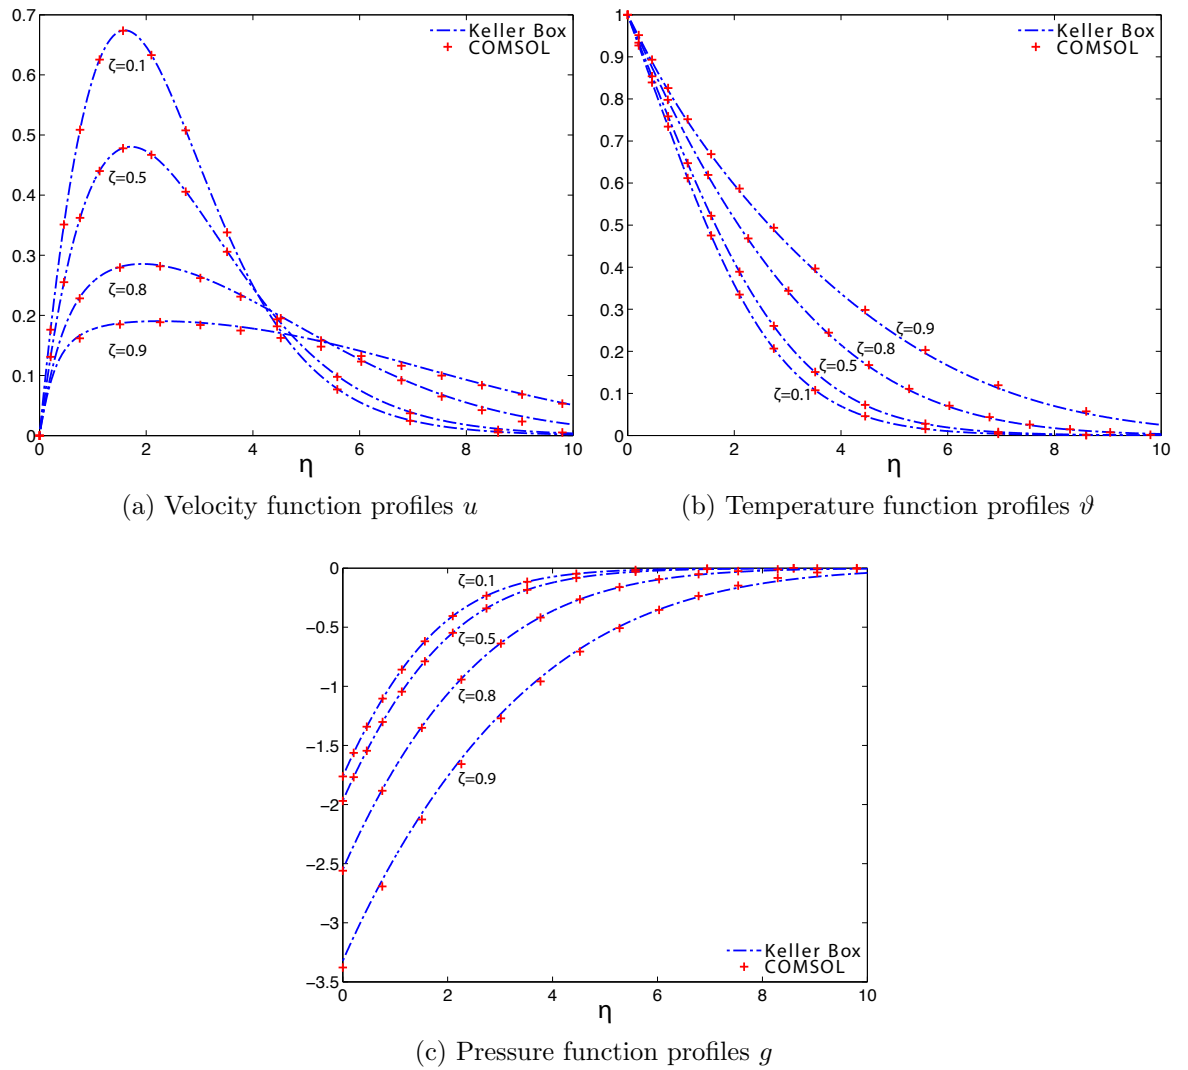 0.7
0.6
0.5
0.4
0.3
0.2
0.1
0
0 2 4 6 8 10
η
Keller Box
COMSOL
ζ=0.1
ζ=0.5
ζ=0.8
ζ=0.9
(a) Velocity function profiles u
1
0.9
0.8
0.7
0.6
0.5
0.4
0.3
0.2
0.1
0
2 4 6 8 10
η
Keller Box
COMSOL
ζ=0.9
ζ=0.8
ζ=0.5
ζ=0.1
(b) Temperature function profiles ϑ
0
−0.5
−1
−1.5
−2
−2.5
−3
−3.5
0 2 4 6 8 10
η
ζ=0.1
ζ=0.5
ζ=0.8
ζ=0.9
Keller Box
COMSOL
(c) Pressure function profiles g